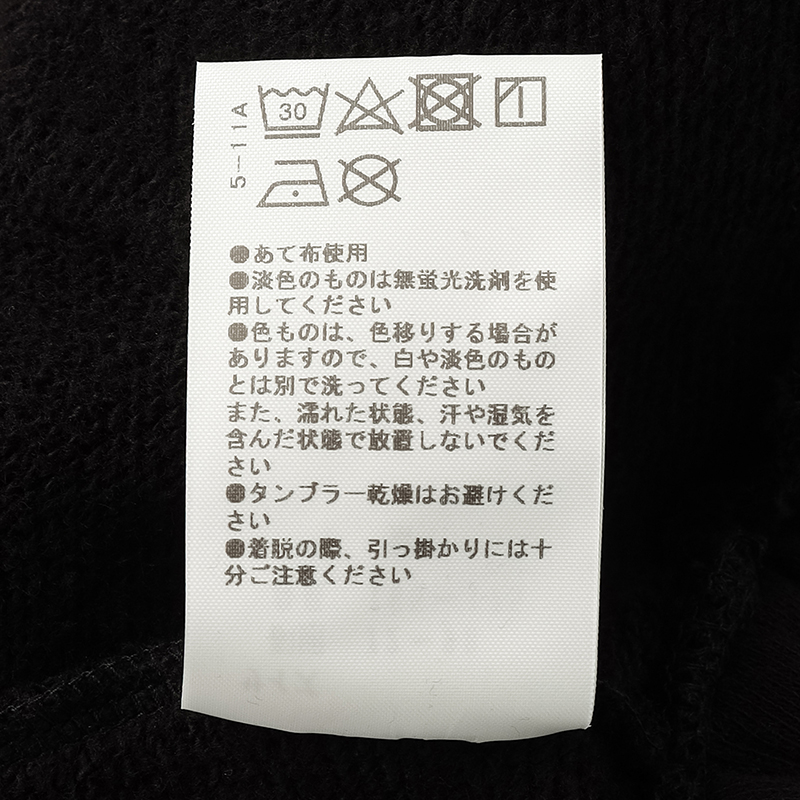 5-11A
30
●あて布使用
●淡色のものは無蛍光洗剤を使
用してください
●色ものは、色移りする場合が
ありますので、白や淡色のもの
とは別で洗ってください
また、濡れた状態、汗や湿気を
含んだ状態で放置しないでくだ
さい
●タンブラー乾燥はお避けくだ
さい
●着脱の際、引っ掛かりには十
分ご注意ください